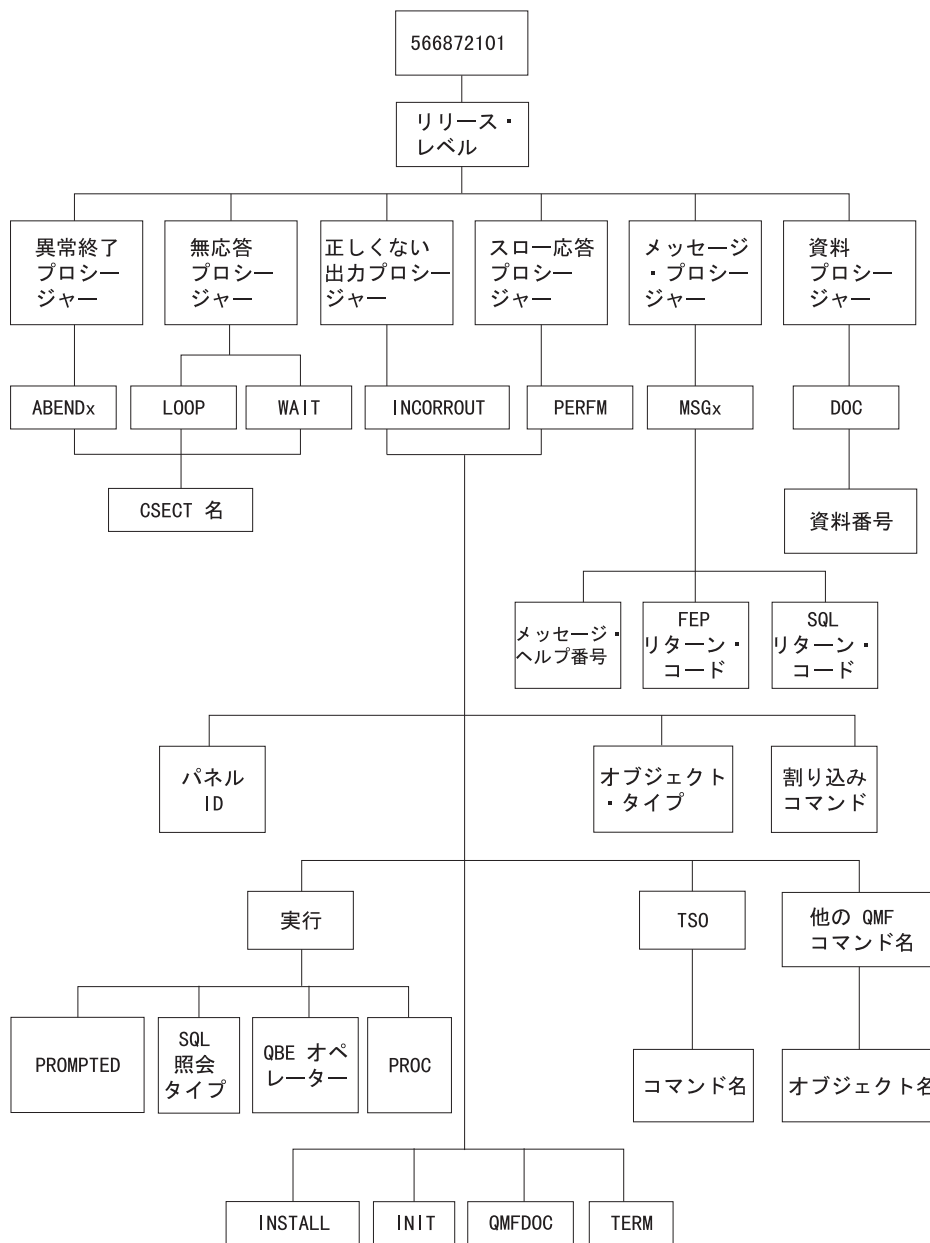 566872101
リリース・
レベル
異常終了
プロシー
ジャー
無応答
プロシー
ジャー
正しくない
出力プロシー
ジャー
スロー応答
プロシー
ジャー
メッセージ
・プロシー
ジャー
資料
プロシー
ジャー
ABENDx
LOOP
WAIT
INCORROUT
PERFM
MSGx
DOC
CSECT 名
資料番号
メッセージ・
ヘルプ番号
FEP
リターン・
コード
SQL
リターン・
コード
パネル
ID
オブジェクト
・タイプ
割り込み
コマンド
実行
TSO
他の QMF
コマンド名
PROMPTED
SQL
照会
タイプ
QBE オペ
レーター
PROC
コマンド名
オブジェクト名
INSTALL
INIT
QMFDOC
TERM